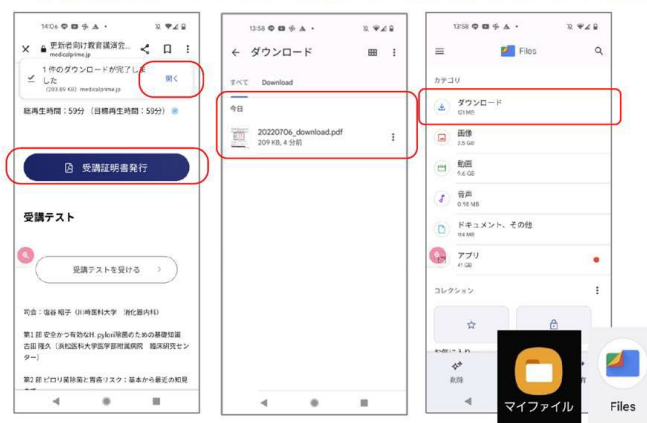 14:06
更新者向け教育講演会...
medicalprime.jp
1 件のダウンロードが完了しま
した
(203.89 KB) medicalprime.jp
開く
総再生時間：59分 （目標再生時間：59分）
受講証明書発行
受講テスト
受講テストを受ける
司会：塩谷 昭子（川崎医科大学 消化器内科）
第1部 安全かつ有効なH. pylori除菌のための基礎知識
古田 隆久（浜松医科大学医学部附属病院 臨床研究セン
ター）
第2部 ピロリ菌除菌と胃癌リスク：基本から最近の知見
13:58
ダウンロード
すべて
Download
今日
20220706_download.pdf
209 KB, 4 分前
13:58
Files
カテゴリ
ダウンロード
画像
動画
9.6 GB
音声
0.98 MB
ドキュメント、その他
アプリ
41 GB
コレクション
お気に入り
削除
マイファイル
Files